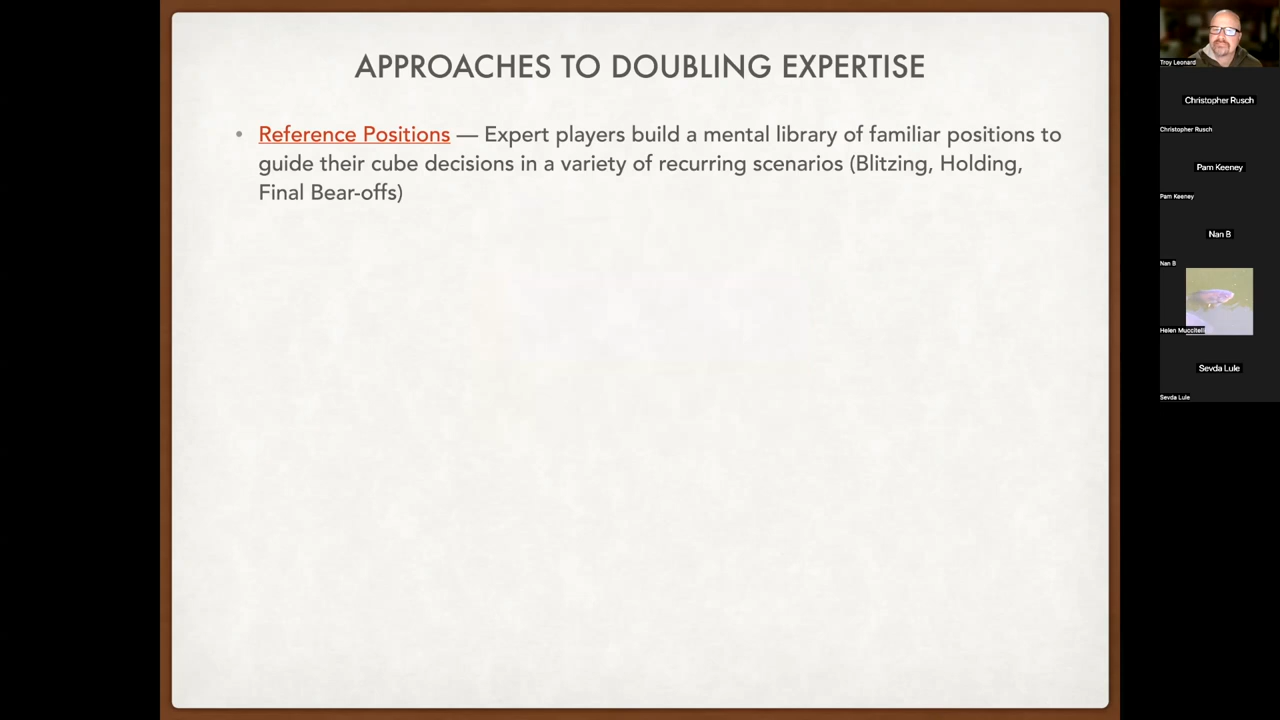 APPROACHES TO DOUBLING EXPERTISE
• Reference Positions — Expert players build a mental library of familiar positions to
guide their cube decisions in a variety of recurring scenarios (Blitzing, Holding,
Final Bear-offs)
Troy Leonard
Christopher Rusch
Christopher Rusch
Pam Keeney
Pam Keeney
Nan B
Nan B
Helen Muccitelli
Sevda Lule
Sevda Lule